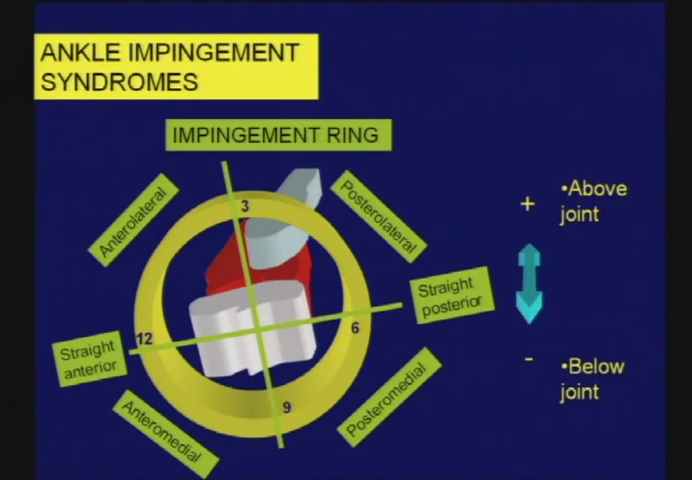 ANKLE IMPINGEMENT
SYNDROMES
IMPINGEMENT RING
3
Anterolateral
Posterolateral
+
•Above
joint
Straight
posterior
12
6
Straight
anterior
-
•Below
joint
9
Anteromedial
Posteromedial